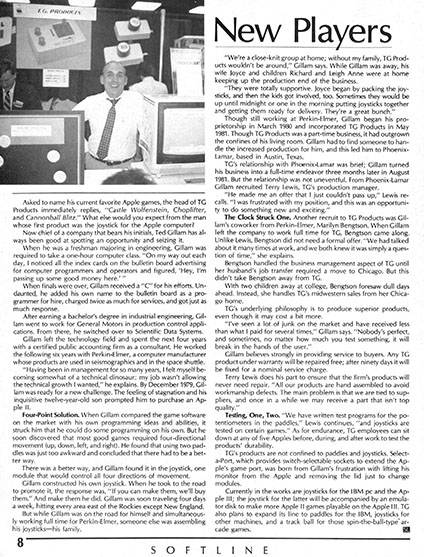 T.G. PRODUCTS
New Players
Asked to name his current favorite Apple games, the head of TG
Products immediately replies, "Castle Wolfenstein, Choplifter,
and Cannonball Blitz." What else would you expect from the man
whose first product was the joystick for the Apple computer?
Now chief of a company that bears his initials, Ted Gillam has al-
ways been good at spotting an opportunity and seizing it.
When he was a freshman majoring in engineering, Gillam was
required to take a one-hour computer class. "On my way out each
day, I noticed all the index cards on the bulletin board advertising
for computer programmers and operators and figured, 'Hey, I'm
passing up some good money here.' "
When finals were over, Gillam received a "C" for his efforts. Un-
daunted, he added his own name to the bulletin board as a pro-
grammer for hire, charged twice as much for services, and got just as
much response.
After earning a bachelor's degree in industrial engineering, Gil-
lam went to work for General Motors in production control appli-
cations. From there, he switched over to Scientific Data Systems.
Gillam left the technology field and spent the next four years
with a certified public accounting firm as a consultant. He worked
the following six years with Perkin-Elmer, a computer manufacturer
whose products are used in seismographics and in the space shuttle.
"Having been in management for so many years, I felt myself be-
coming somewhat of a technical dinosaur; my job wasn't allowing
the technical growth I wanted," he explains. By December 1979, Gil-
lam was ready for a new challenge. The feeling of stagnation and his
inquisitive twelve-year-old son prompted him to purchase an Ap-
ple II.
Four-Point Solution. When Gillam compared the game software
on the market with his own programming ideas and abilities, it
struck him that he could do some programming on his own. But he
soon discovered that most good games required four-directional
movement (up, down, left, and right). He found that using two pad-
dles was just too awkward and concluded that there had to be a bet-
ter way.
There was a better way, and Gillam found it in the joystick, one
module that would control all four directions of movement.
Gillam constructed his own joystick. When he took to the road
to promote it, the response was, "If you can make them, we'll buy
them." And make them he did. Gillam was soon traveling four days
a week, hitting every area east of the Rockies except New England.
But while Gillam was on the road for himself and simultaneous-
ly working full time for Perkin-Elmer, someone else was assembling
his joysticks—his family.
"We're a close-knit group at home; without my family, TG Prod-
ucts wouldn't be around," Gillam says. While Gillam was away, his
wife Joyce and children Richard and Leigh Anne were at home
keeping up the production end of the business.
"They were totally supportive. Joyce began by packing the joy-
sticks, and then the kids got involved, too. Sometimes they would be
up until midnight or one in the morning putting joysticks together
and getting them ready for delivery. They're a great bunch."
Though still working at Perkin-Elmer, Gillam began his pro-
prietorship in March 1980 and incorporated TG Products in May
1981. Though TG Products was a part-time business, it had outgrown
the confines of his living room. Gillam had to find someone to han-
dle the increased production for him, and this led him to Phoenix-
Lamar, based in Austin, Texas.
TG's relationship with Phoenix-Lamar was brief; Gillam turned
his business into a full-time endeavor three months later in August
1981. But the relationship was not uneventful. From Phoenix-Lamar
Gillam recruited Terry Lewis, TG's production manager.
"He made me an offer that I just couldn't pass up," Lewis re-
calls. "I was frustrated with my position, and this was an opportuni-
ty to do something new and exciting."
The Clock Struck One. Another recruit to TG Products was Gil-
lam's coworker from Perkin-Elmer, Marilyn Bengtson. When Gillam
left the company to work full time for TG, Bengtson came along.
Unlike Lewis, Bengtson did not need a formal offer. "We had talked
about it many times at work, and we both knew it was simply a ques-
tion of time," she explains.
Bengtson handled the business management aspect of TG until
her husband's job transfer required a move to Chicago. But this
didn't take Bengtson away from TG.
With two children away at college, Bengtson foresaw dull days
ahead. Instead, she handles TG's midwestern sales from her Chica-
go home.
TG's underlying philosophy is to produce superior products,
even though it may cost a bit more.
"I've seen a lot of junk on the market and have received less
than what I paid for several times," Gillam says. "Nobody's perfect,
and sometimes, no matter how much you test something, it will
break in the hands of the user."
Gillam believes strongly in providing service to buyers. Any TG
product under warranty will be repaired free; after ninety days it will
be fixed for a nominal service charge.
Terry Lewis does his part to ensure that the firm's products will
never need repair. "All our products are hand assembled to avoid
workmanship defects. The main problem is that we are tied to sup-
pliers, and once in a while we may receive a part that isn't top
quality."
Testing, One, Two. "We have written test programs for the po-
tentiometers in the paddles," Lewis continues, "and joysticks are
tested on certain games." As for endurance, TG employees can sit
down at any of five Apples before, during, and after work to test the
products' durability.
TG's products are not confined to paddles and joysticks. Select-
a-Port, which provides switch-selectable sockets to extend the Ap-
ple's game port, was born from Gillam's frustration with lifting his
monitor from the Apple and removing the lid just to change
modules.
Currently in the works are joysticks for the IBM pc and the Ap-
ple III; the joystick for the latter will be accompanied by an emula-
tor disk to make more Apple II games playable on the Apple III. TG
also plans to expand its line to paddles for the IBM, joysticks for
other machines, and a track ball for those spin-the-ball-type ar-
cade games.
8
SOFTLINE